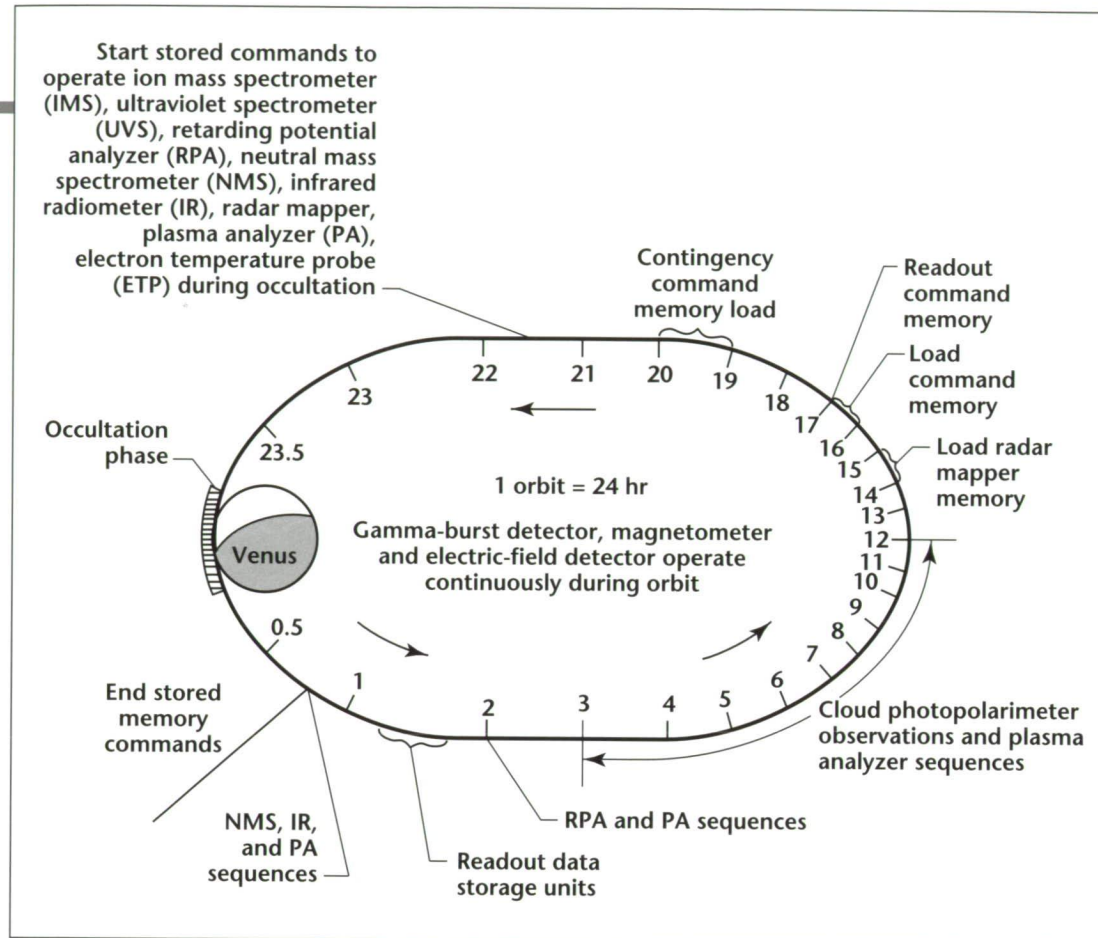 Start stored commands to
operate ion mass spectrometer
(IMS), ultraviolet spectrometer
(UVS), retarding potential
analyzer (RPA), neutral mass
spectrometer (NMS), infrared
radiometer (IR), radar mapper,
plasma analyzer (PA),
electron temperature probe
(ETP) during occultation
Contingency
command
memory load
Readout
command
memory
Load
command
memory
Load radar
mapper
memory
22
21
20
19
18
17
16
15
14
13
12
11
10
9
8
7
6
5
4
3
2
1
0.5
23
23.5
Occultation
phase
Venus
1 orbit = 24 hr
Gamma-burst detector, magnetometer
and electric-field detector operate
continuously during orbit
End stored
memory
commands
NMS, IR,
and PA
sequences
Readout data
storage units
RPA and PA sequences
Cloud photopolarimeter
observations and plasma
analyzer sequences